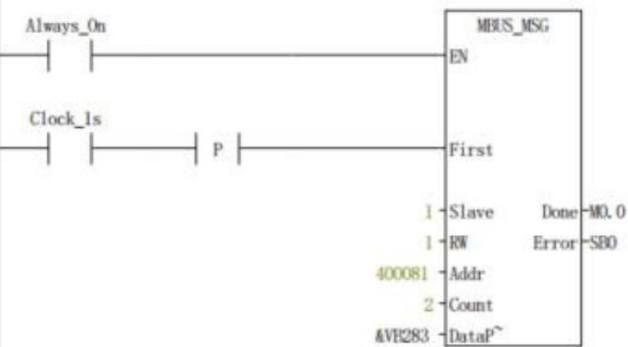 Always_On MBUS_MSG
EN
Clock_1s
P First
1 Slave Done M0.0
1 RW Error SB0
400081 Addr
2 Count
&VB283 DataP~